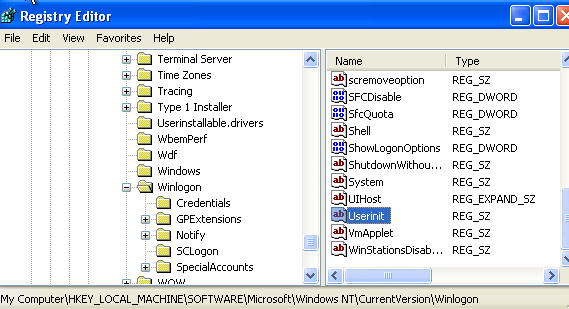 Registry Editor
File Edit View Favorites Help
Terminal Server
Time Zones
Tracing
Type 1 Installer
Userinstallable.drivers
WbemPerf
Wdf
Windows
Winlogon
Credentials
GPExtensions
Notify
SCLogon
SpecialAccounts
WOW
Name Type
scremoveoption REG_SZ
SFCDisable REG_DWORD
SfcQuota REG_DWORD
Shell REG_SZ
ShowLogonOptions REG_DWORD
ShutdownWithou... REG_SZ
System REG_SZ
UIHost REG_EXPAND_SZ
Userinit REG_SZ
VmApplet REG_SZ
WinStationsDisab... REG_SZ
My Computer\HKEY_LOCAL_MACHINE\SOFTWARE\Microsoft\Windows NT\CurrentVersion\Winlogon